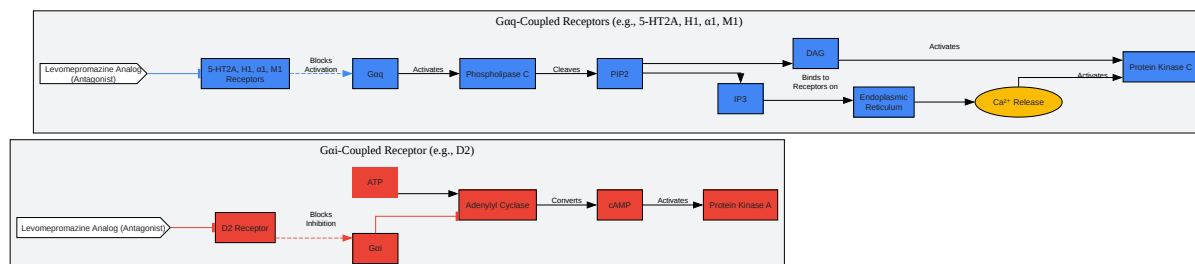 Gαq-Coupled Receptors (e.g., 5-HT2A, H1, α1, M1)
Levomepromazine Analog
(Antagonist)
5-HT2A, H1, α1, M1
Receptors
Blocks
Activation
Gαq
Activates
Phospholipase C
Cleaves
PIP2
DAG
Activates
IP3
Binds to
Receptors on
Endoplasmic
Reticulum
Ca²⁺ Release
Activates
Protein Kinase C
Gαi-Coupled Receptor (e.g., D2)
Levomepromazine Analog (Antagonist)
D2 Receptor
Blocks
Inhibition
ATP
Gαi
Adenylyl Cyclase
Converts
cAMP
Activates
Protein Kinase A